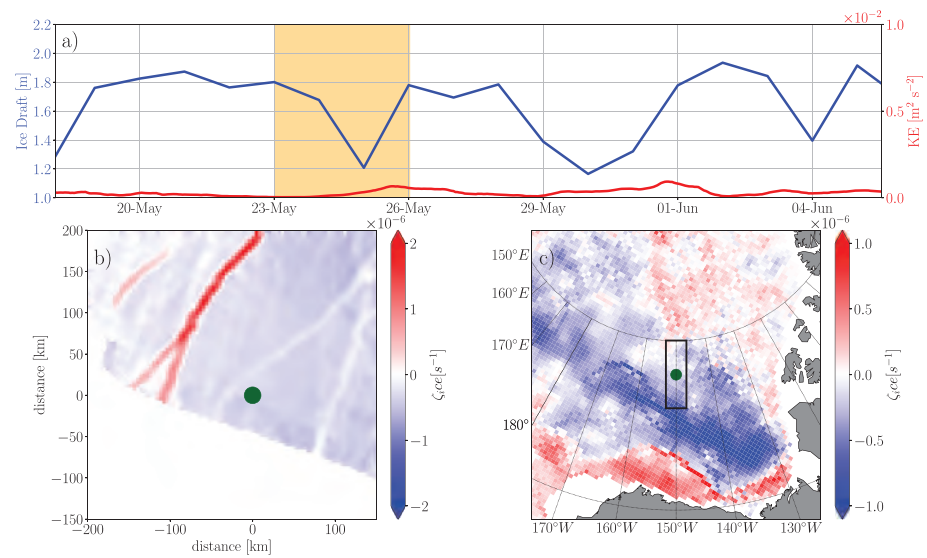 ×10⁻²
a)
2.2
2.0
1.8
1.6
1.4
1.2
1.0
Ice Draft [m]
1.0
0.5
0.0
KE [m² s⁻²]
20-May 23-May 26-May 29-May 01-Jun 04-Jun
×10⁻⁶
b)
200
150
100
50
0
−50
−100
−150
distance [km]
−200 −100 0 100
distance [km]
2
1
0
−1
−2
ζᵢce[s⁻¹]
×10⁻⁶
c)
150°E
160°E
170°E
180°
170°W 160°W 150°W 140°W 130°W
1.0
0.5
0.0
−0.5
−1.0
ζᵢce[s⁻¹]